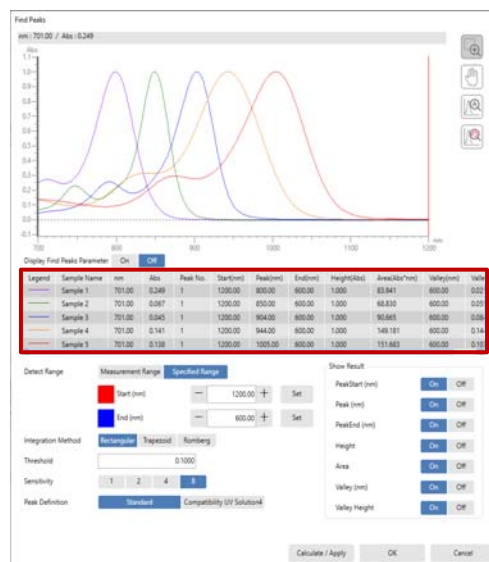 Find Peaks
nm : 701.00 / Abs : 0.249
Abs
1.1
1.0
0.9
0.8
0.7
0.6
0.5
0.4
0.3
0.2
0.1
0.0
-0.1
700 800 900 1000 1100 1200
nm
Display Find Peaks Parameter On Off
Legend Sample Name nm Abs Peak No. Start(nm) Peak(nm) End(nm) Height(Abs) Area(Abs*nm) Valley(nm) Valle
Sample 1 701.00 0.249 1 1200.00 800.00 600.00 1.000 83.941 600.00 0.02
Sample 2 701.00 0.067 1 1200.00 850.00 600.00 1.000 68.830 600.00 0.05
Sample 3 701.00 0.045 1 1200.00 904.00 600.00 1.000 90.665 600.00 0.08
Sample 4 701.00 0.141 1 1200.00 944.00 600.00 1.000 149.181 600.00 0.14
Sample 5 701.00 0.138 1 1200.00 1005.00 600.00 1.000 151.683 600.00 0.10
Detect Range Measurement Range Specified Range
Start (nm) — 1200.00 + Set
End (nm) — 600.00 + Set
Integration Method Rectangular Trapezoid Romberg
Threshold 0.1000
Sensitivity 1 2 4 8
Peak Definition Standard Compatibility UV Solution4
Show Result
PeakStart (nm) On Off
Peak (nm) On Off
PeakEnd (nm) On Off
Height On Off
Area On Off
Valley (nm) On Off
Valley Height On Off
Calculate / Apply OK Cancel